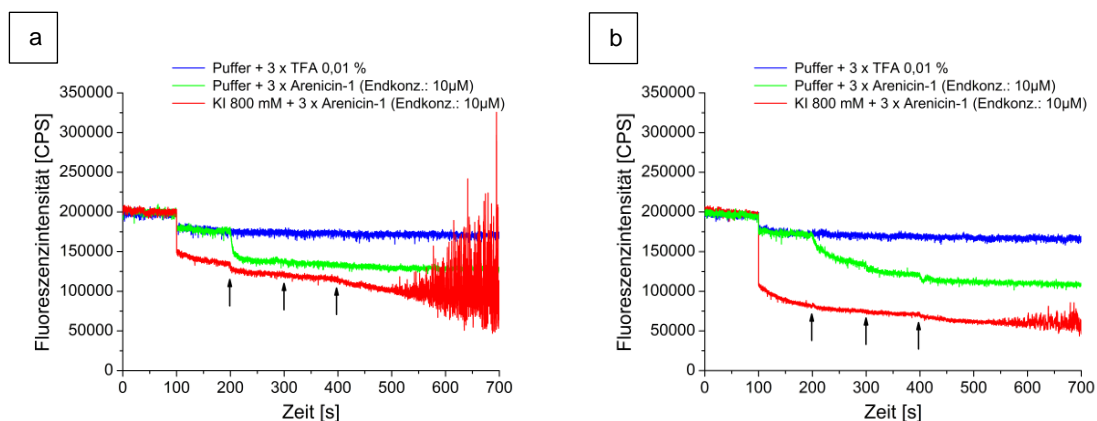 a
Puffer + 3 x TFA 0,01 %
Puffer + 3 x Arenicin-1 (Endkonz.: 10µM)
KI 800 mM + 3 x Arenicin-1 (Endkonz.: 10µM)
350000
300000
250000
200000
150000
100000
50000
0
Fluoreszenzintensität [CPS]
0 100 200 300 400 500 600 700
Zeit [s]
b
Puffer + 3 x TFA 0,01 %
Puffer + 3 x Arenicin-1 (Endkonz.: 10µM)
KI 800 mM + 3 x Arenicin-1 (Endkonz.: 10µM)
350000
300000
250000
200000
150000
100000
50000
0
Fluoreszenzintensität [CPS]
0 100 200 300 400 500 600 700
Zeit [s]